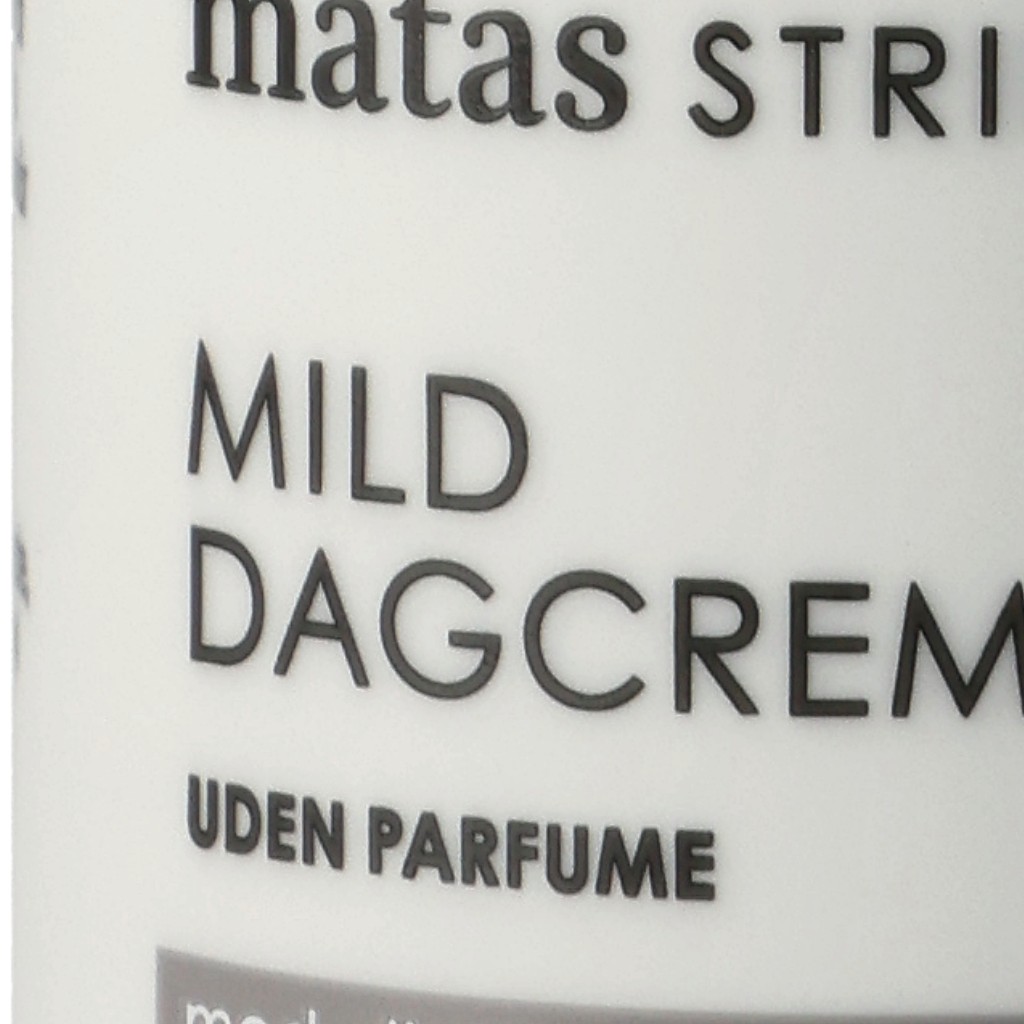 matas STRI
MILD
DAGCREM
UDEN PARFUME